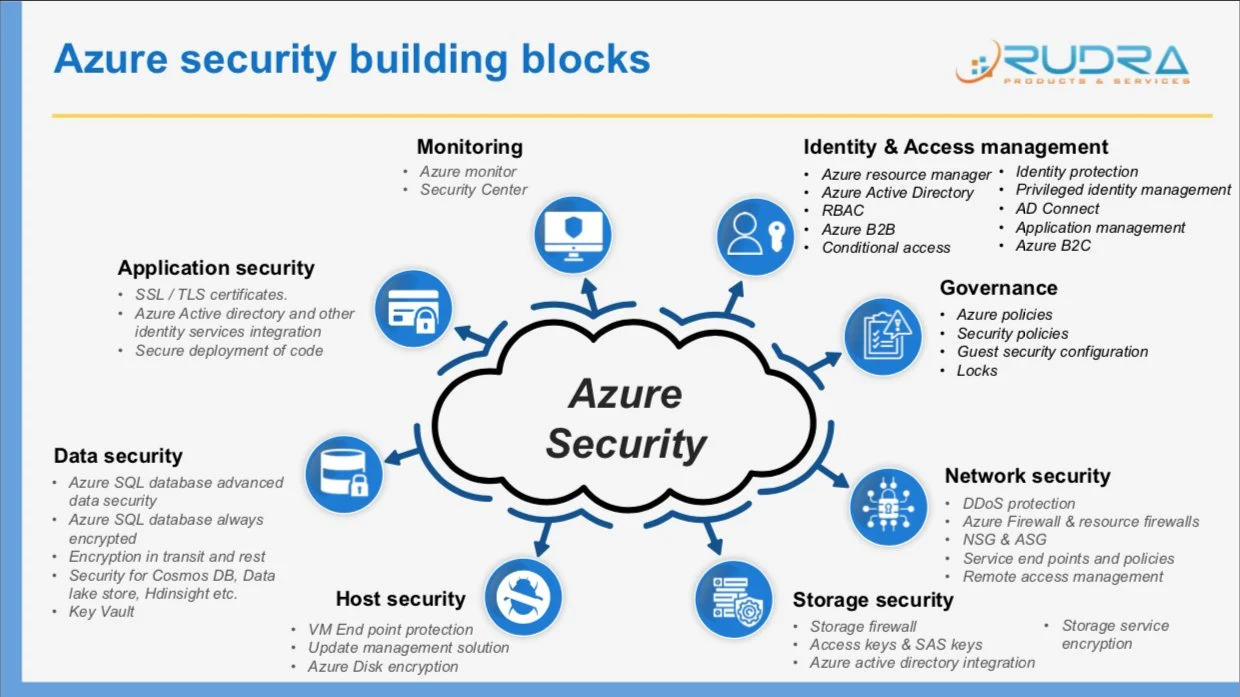 Azure security building blocks
RUDRA
PRODUCTS & SERVICES
Monitoring
• Azure monitor
• Security Center
Identity & Access management
• Azure resource manager
• Azure Active Directory
• RBAC
• Azure B2B
• Conditional access
• Identity protection
• Privileged identity management
• AD Connect
• Application management
• Azure B2C
Application security
• SSL / TLS certificates.
• Azure Active directory and other
identity services integration
• Secure deployment of code
Governance
• Azure policies
• Security policies
• Guest security configuration
• Locks
Azure
Security
Data security
• Azure SQL database advanced
data security
• Azure SQL database always
encrypted
• Encryption in transit and rest
• Security for Cosmos DB, Data
lake store, Hdinsight etc.
• Key Vault
Network security
• DDoS protection
• Azure Firewall & resource firewalls
• NSG & ASG
• Service end points and policies
• Remote access management
Host security
• VM End point protection
• Update management solution
• Azure Disk encryption
Storage security
• Storage firewall
• Access keys & SAS keys
• Azure active directory integration
• Storage service
encryption